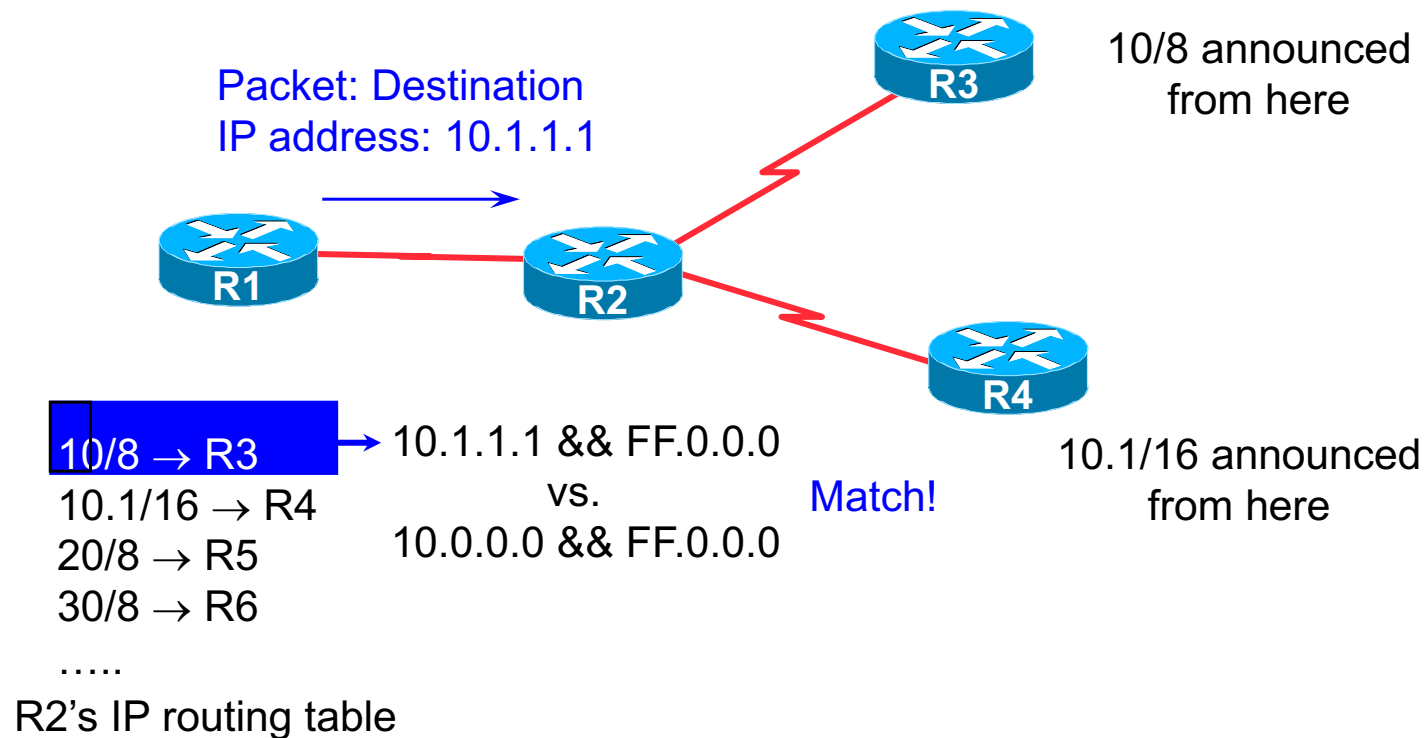 Packet: Destination
IP address: 10.1.1.1
R3
10/8 announced
from here
R1
R2
R4
10.1/16 announced
from here
10/8 → R3
10.1/16 → R4
20/8 → R5
30/8 → R6
…..
R2’s IP routing table
10.1.1.1 && FF.0.0.0
vs.
10.0.0.0 && FF.0.0.0
Match!